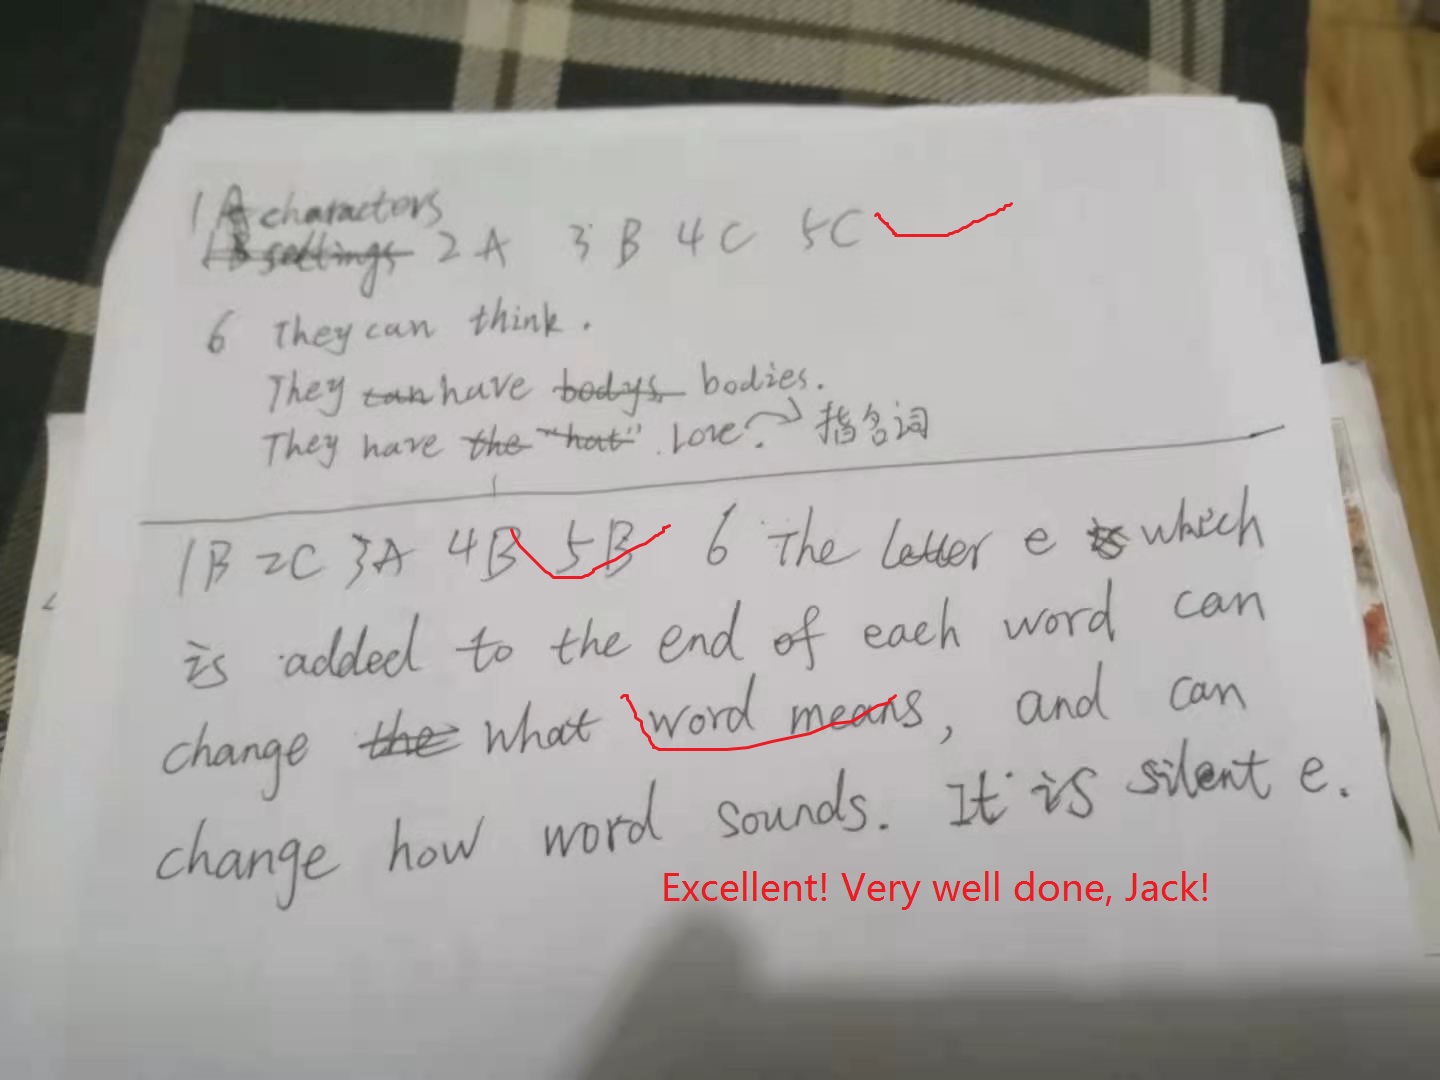 1 A charactors
1 B settings 2 A 3 B 4 C 5 C
6 They can think.
They can have bodys bodies.
They have the "hat". Love. 指名词
1B 2C 3A 4B 5B 6 The letter e is which
is added to the end of each word can
change the what word means, and can
change how word sounds. It is silent e.
Excellent! Very well done, Jack!